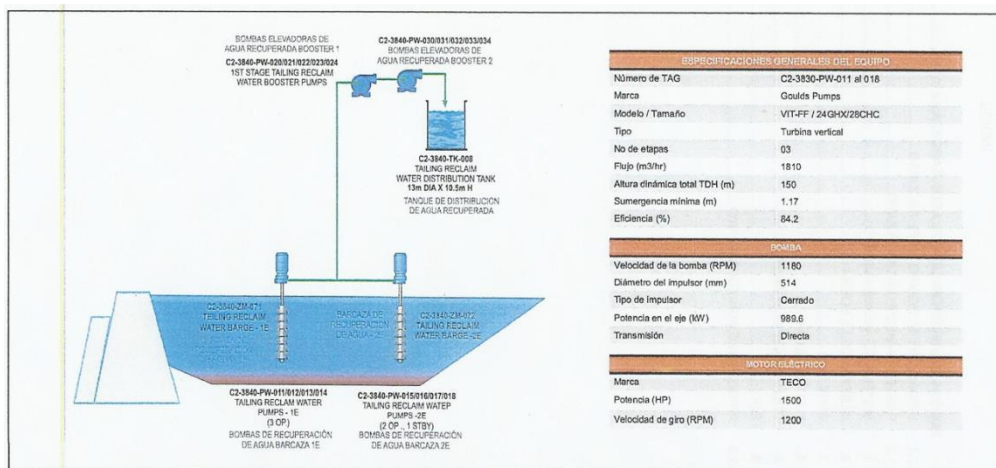 BOMBAS ELEVADORAS DE
AGUA RECUPERADA BOOSTER 1
C2-3840-PW-020/021/022/023/024
1ST STAGE TAILING RECLAIM
WATER BOOSTER PUMPS
C2-3840-PW-030/031/032/033/034
BOMBAS ELEVADORAS DE
AGUA RECUPERADA BOOSTER 2
C2-3840-TK-008
TAILING RECLAIM
WATER DISTRIBUTION TANK
13m DIA X 10.5m H
TANQUE DE DISTRIBUCIÓN
DE AGUA RECUPERADA
C2-3840-ZM-071
TEILING RECLAIM
WATER BARGE - 1E
BARCAZA DE
RECUPERACIÓN
DE AGUA - 2E
C2-3840-ZM-072
TAILING RECLAIM
WATER BARGE -2E
C2-3840-PW-011/012/013/014
TAILING RECLAM WATER
PUMPS - 1E
(3 OP.)
BOMBAS DE RECUPERACIÓN
DE AGUA BARCAZA 1E
C2-3840-PW-015/016/017/018
TAILING RECLAIM WATEP
PUMPS -2E
(2 OP ., 1 STBY)
BOMBAS DE RECUPERACIÓN
DE AGUA BARCAZA 2E
ESPECIFICACIONES GENERALES DEL EQUIPO
Número de TAG C2-3830-PW-011 al 018
Marca Goulds Pumps
Modelo / Tamaño VIT-FF / 24GHX/28CHC
Tipo Turbina vertical
No de etapas 03
Flujo (m3/hr) 1810
Altura dinámica total TDH (m) 150
Sumergencia mínima (m) 1.17
Eficiencia (%) 84.2
BOMBA
Velocidad de la bomba (RPM) 1180
Diámetro del impulsor (mm) 514
Tipo de impulsor Cerrado
Potencia en el eje (kW) 989.6
Transmisión Directa
MOTOR ELÉCTRICO
Marca TECO
Potencia (HP) 1500
Velocidad de giro (RPM) 1200